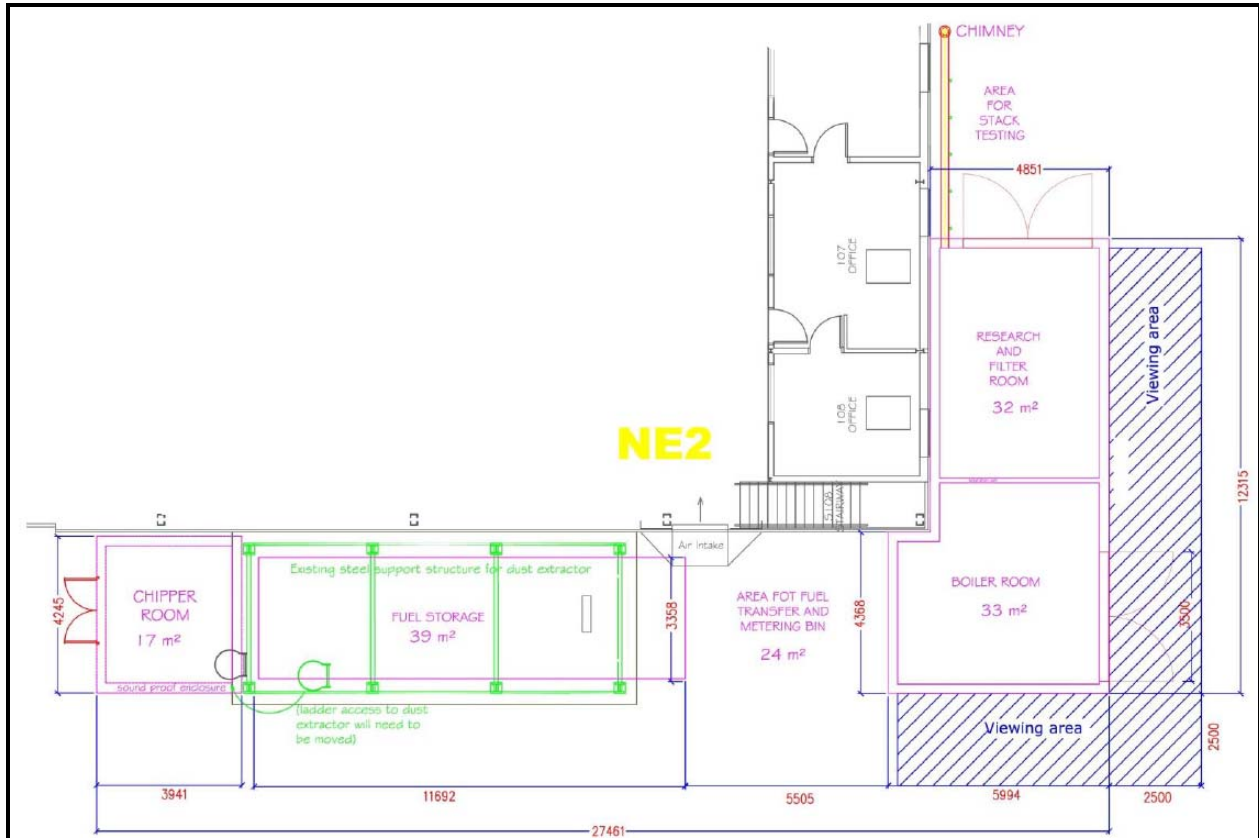 CHIMNEY
AREA
FOR
STACK
TESTING
4851
107
OFFICE
RESEARCH
AND
FILTER
ROOM
32 m²
Viewing area
108
OFFICE
NE2
12315
STAIRWAY
Air intake
Existing steel support structure for dust extractor
CHIPPER
ROOM
17 m²
4245
FUEL STORAGE
39 m²
3358
AREA FOT FUEL
TRANSFER AND
METERING BIN
24 m²
4368
BOILER ROOM
33 m²
3500
sound proof enclosure
(ladder access to dust
extractor will need to
be moved)
Viewing area
2500
3941
11692
5505
5994
2500
27461